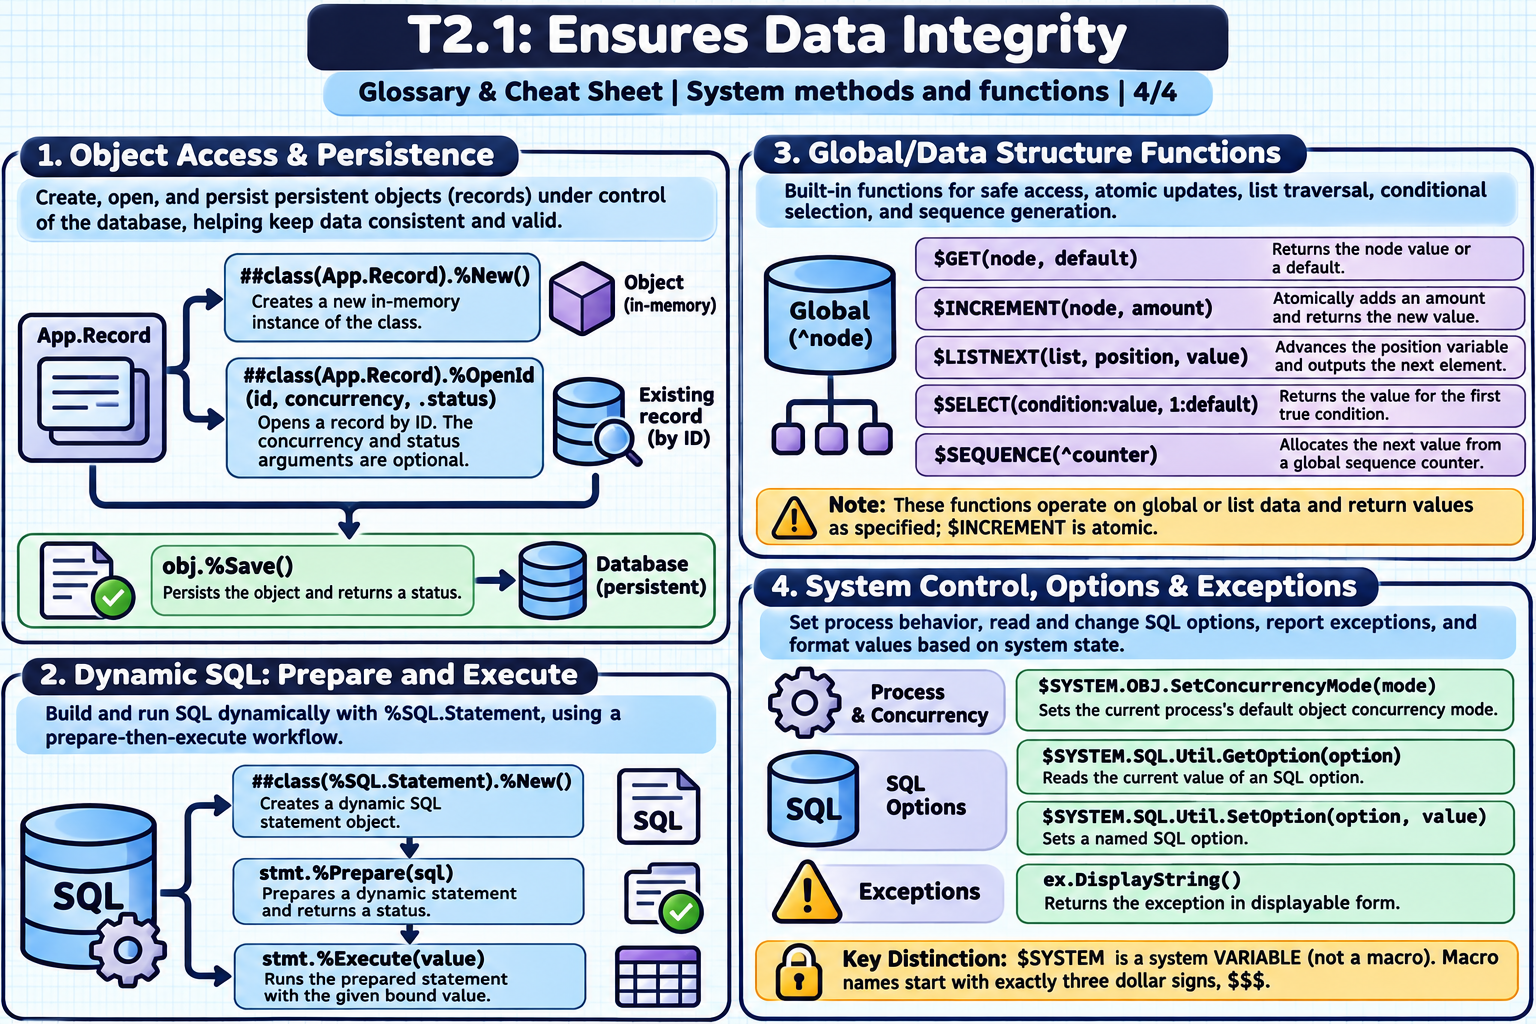 T2.1: Ensures Data Integrity
Glossary & Cheat Sheet | System methods and functions | 4/4
1. Object Access & Persistence
Create, open, and persist persistent objects (records) under control
of the database, helping keep data consistent and valid.
App.Record
##class(App.Record).%New()
Creates a new in-memory
instance of the class.
Object
(in-memory)
##class(App.Record).%OpenId
(id, concurrency, .status)
Opens a record by ID. The
concurrency and status
arguments are optional.
Existing
record
(by ID)
obj.%Save()
Persists the object and returns a status.
Database
(persistent)
2. Dynamic SQL: Prepare and Execute
Build and run SQL dynamically with %SQL.Statement, using a
prepare-then-execute workflow.
SQL
##class(%SQL.Statement).%New()
Creates a dynamic SQL
statement object.
SQL
stmt.%Prepare(sql)
Prepares a dynamic statement
and returns a status.
stmt.%Execute(value)
Runs the prepared statement
with the given bound value.
3. Global/Data Structure Functions
Built-in functions for safe access, atomic updates, list traversal, conditional
selection, and sequence generation.
Global
(^node)
$GET(node, default)
Returns the node value or
a default.
$INCREMENT(node, amount)
Atomically adds an amount
and returns the new value.
$LISTNEXT(list, position, value)
Advances the position variable
and outputs the next element.
$SELECT(condition:value, 1:default)
Returns the value for the first
true condition.
$SEQUENCE(^counter)
Allocates the next value from
a global sequence counter.
Note: These functions operate on global or list data and return values
as specified; $INCREMENT is atomic.
4. System Control, Options & Exceptions
Set process behavior, read and change SQL options, report exceptions, and
format values based on system state.
Process
& Concurrency
$SYSTEM.OBJ.SetConcurrencyMode(mode)
Sets the current process's default object concurrency mode.
SQL
SQL
Options
$SYSTEM.SQL.Util.GetOption(option)
Reads the current value of an SQL option.
$SYSTEM.SQL.Util.SetOption(option, value)
Sets a named SQL option.
Exceptions
ex.DisplayString()
Returns the exception in displayable form.
Key Distinction: $SYSTEM is a system VARIABLE (not a macro). Macro
names start with exactly three dollar signs, $$$.